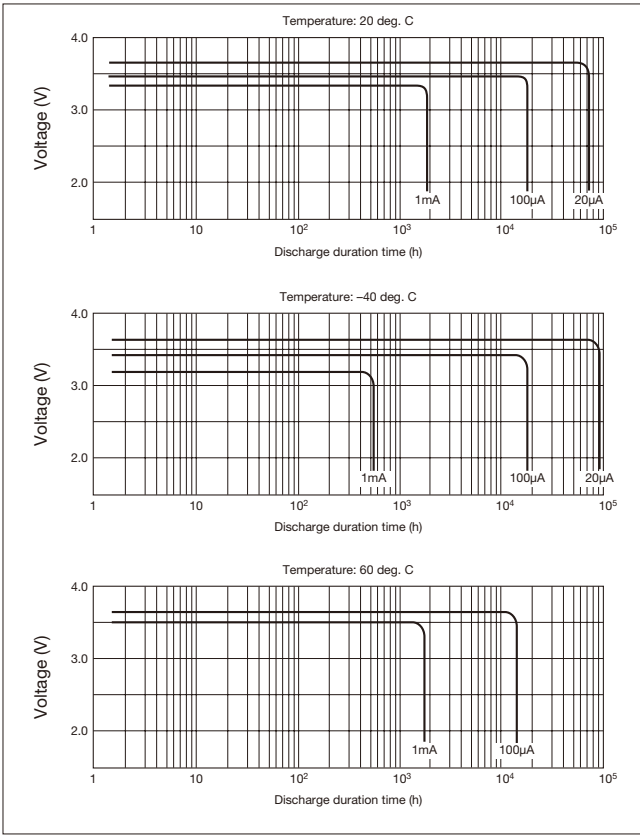 Temperature: 20 deg. C
4.0
3.0
2.0
Voltage (V)
1mA 100µA 20µA
1 10 10² 10³ 10⁴ 10⁵
Discharge duration time (h)
Temperature: –40 deg. C
4.0
3.0
2.0
Voltage (V)
1mA 100µA 20µA
1 10 10² 10³ 10⁴ 10⁵
Discharge duration time (h)
Temperature: 60 deg. C
4.0
3.0
2.0
Voltage (V)
1mA 100µA
1 10 10² 10³ 10⁴ 10⁵
Discharge duration time (h)